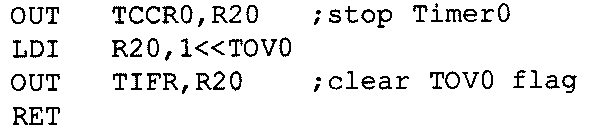 OUT TCCR0,R20 ;stop Timer0
LDI R20,1<<TOV0
OUT TIFR,R20 ;clear TOV0 flag
RET